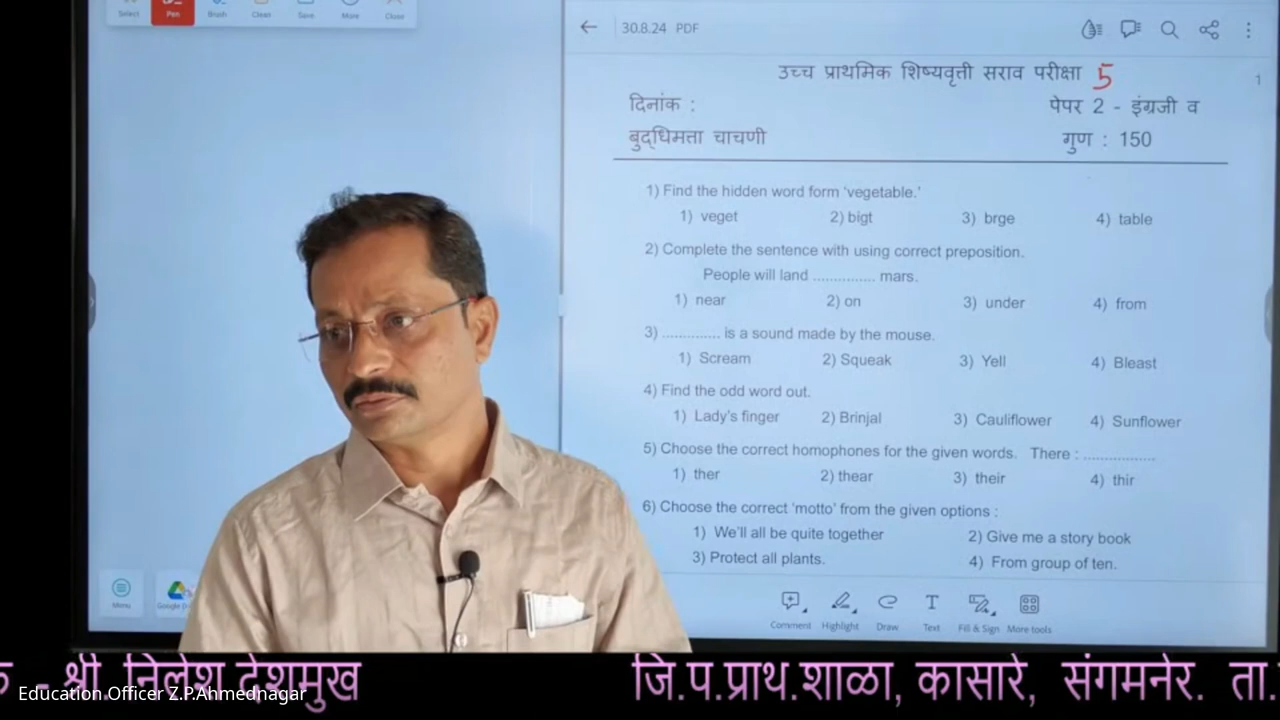 Select Pen Brush Clean Save More Close
30.8.24 PDF
उच्च प्राथमिक शिष्यवृत्ती सराव परीक्षा 5
1
दिनांक : पेपर 2 - इंग्रजी व
बुद्धिमत्ता चाचणी गुण : 150
1) Find the hidden word form ‘vegetable.’
1) veget 2) bigt 3) brge 4) table
2) Complete the sentence with using correct preposition.
People will land ............... mars.
1) near 2) on 3) under 4) from
3) .............. is a sound made by the mouse.
1) Scream 2) Squeak 3) Yell 4) Bleast
4) Find the odd word out.
1) Lady’s finger 2) Brinjal 3) Cauliflower 4) Sunflower
5) Choose the correct homophones for the given words. There : ..................
1) ther 2) thear 3) their 4) thir
6) Choose the correct ‘motto’ from the given options :
1) We’ll all be quite together 2) Give me a story book
3) Protect all plants. 4) From group of ten.
Menu Google D
Comment Highlight Draw Text Fill & Sign More tools
क - श्री. निलेश देशमुख जि.प.प्राथ.शाळा, कासारे, संगमनेर. ता.
Education Officer Z.P.Ahmednagar